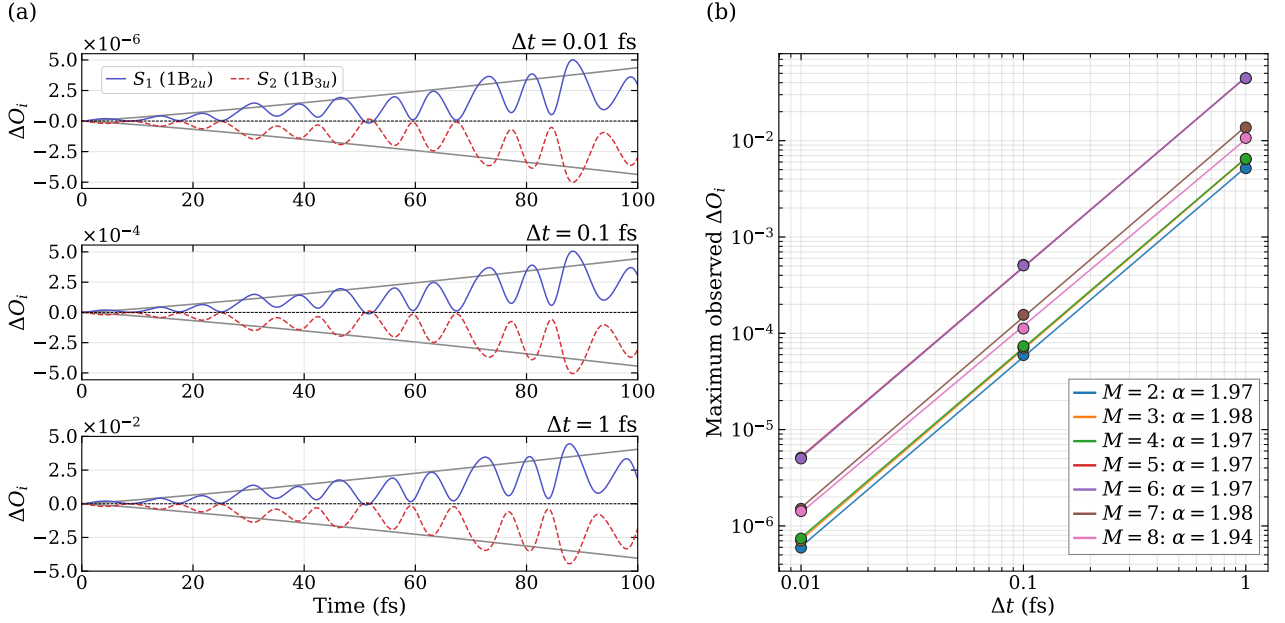 (a)
×10⁻⁶
Δt = 0.01 fs
5.0
2.5
0.0
−2.5
−5.0
ΔOᵢ
S₁ (1B₂ᵤ)
S₂ (1B₃ᵤ)
0 20 40 60 80 100
×10⁻⁴
Δt = 0.1 fs
5.0
2.5
0.0
−2.5
−5.0
ΔOᵢ
0 20 40 60 80 100
×10⁻²
Δt = 1 fs
5.0
2.5
0.0
−2.5
−5.0
ΔOᵢ
0 20 40 60 80 100
Time (fs)
(b)
Maximum observed ΔOᵢ
10⁻²
10⁻³
10⁻⁴
10⁻⁵
10⁻⁶
M = 2: α = 1.97
M = 3: α = 1.98
M = 4: α = 1.97
M = 5: α = 1.97
M = 6: α = 1.97
M = 7: α = 1.98
M = 8: α = 1.94
0.01 0.1 1
Δt (fs)